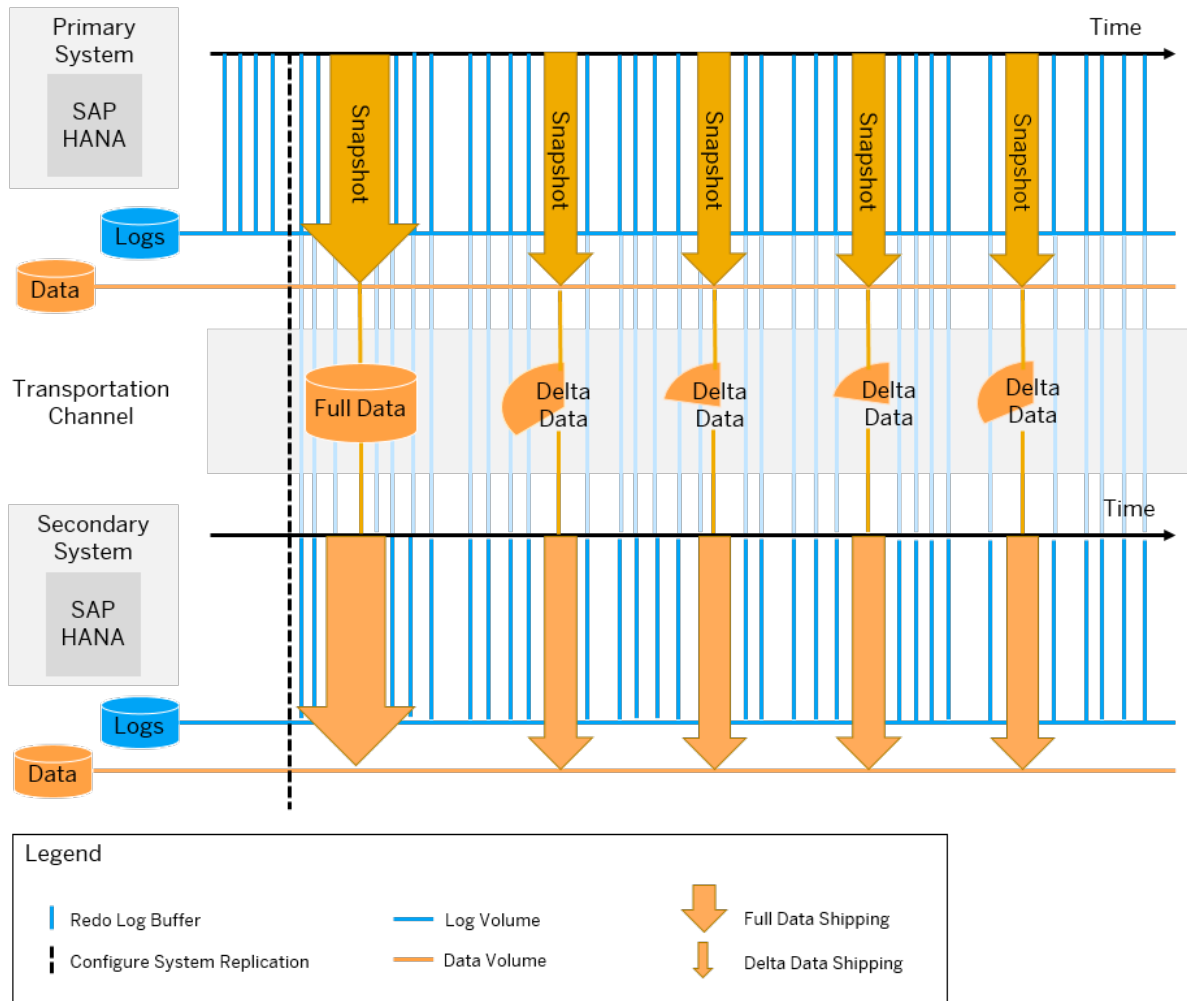 Primary
System
SAP
HANA
Time
Snapshot
Snapshot
Snapshot
Snapshot
Snapshot
Logs
Data
Transportation
Channel
Full Data
Delta
Data
Delta
Data
Delta
Data
Delta
Data
Time
Secondary
System
SAP
HANA
Logs
Data
Legend
Redo Log Buffer
Log Volume
Full Data Shipping
Configure System Replication
Data Volume
Delta Data Shipping